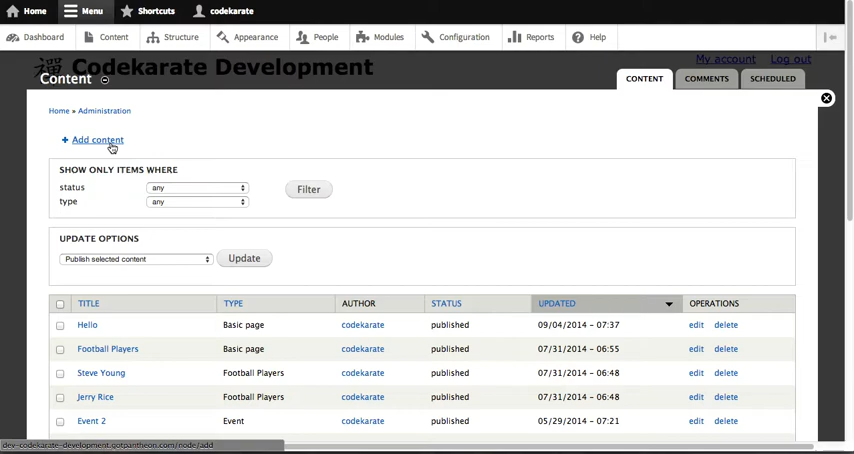 Home Menu Shortcuts codekarate
Dashboard Content Structure Appearance People Modules Configuration Reports Help
禪 Codekarate Development My account Log out
Content CONTENT COMMENTS SCHEDULED
Home » Administration
+ Add content
SHOW ONLY ITEMS WHERE
status any
type any
Filter
UPDATE OPTIONS
Publish selected content Update
TITLE TYPE AUTHOR STATUS UPDATED OPERATIONS
Hello Basic page codekarate published 09/04/2014 - 07:37 edit delete
Football Players Basic page codekarate published 07/31/2014 - 06:55 edit delete
Steve Young Football Players codekarate published 07/31/2014 - 06:48 edit delete
Jerry Rice Football Players codekarate published 07/31/2014 - 06:48 edit delete
Event 2 Event codekarate published 05/29/2014 - 07:21 edit delete
dev-codekarate-development.gotpantheon.com/node/add